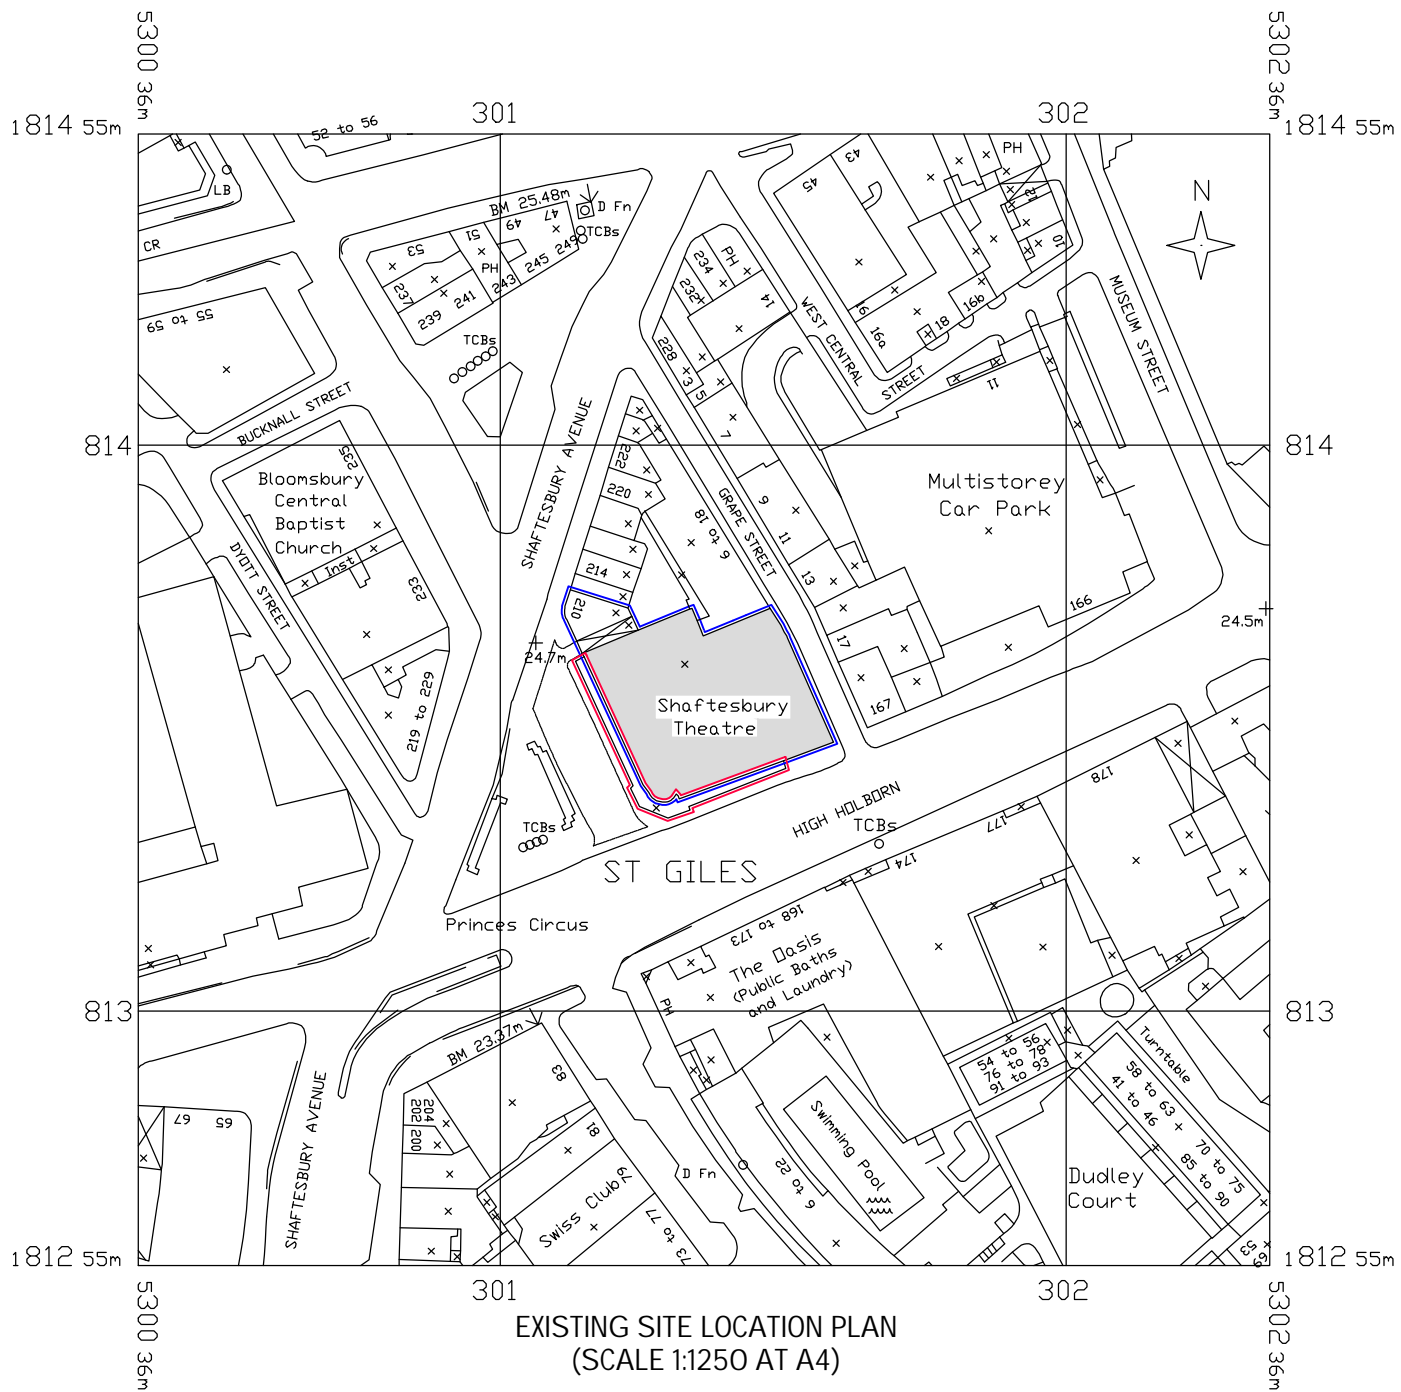 5300 36m
5302 36m
301
302
1814 55m
1814 55m
52 to 56
LB
CR
BM 25.48m
D Fn
TCBs
53
51
49
47
PH
237
239
241
243
245
249
TCBs
55 to 59
BUCKNALL STREET
234
PH
232
14
228
3
5
7
WEST CENTRAL
STREET
45
43
PH
12
10
16
16a
18
16b
11
MUSEUM STREET
814
814
235
Bloomsbury
Central
Baptist
Church
Inst
233
DYOTT STREET
219 to 229
SHAFTESBURY AVENUE
222
220
214
210
6 to 18
GRAPE STREET
9
11
13
17
167
Multistorey
Car Park
166
24.5m
24.7m
Shaftesbury
Theatre
N
HIGH HOLBORN
TCBs
TCBs
ST GILES
Princes Circus
178
177
174
168 to 173
The Oasis
(Public Baths
and Laundry)
PH
813
813
BM 23.37m
83
81
79
Swiss Club
73 to 77
204
202
200
67
65
SHAFTESBURY AVENUE
D Fn
6 to 22
Swimming Pool
54 to 56
76 to 78
91 to 93
Turntable
58 to 63
41 to 46
70 to 75
85 to 90
Dudley
Court
53
69
1812 55m
1812 55m
301
302
5300 36m
5302 36m
EXISTING SITE LOCATION PLAN
(SCALE 1:1250 AT A4)